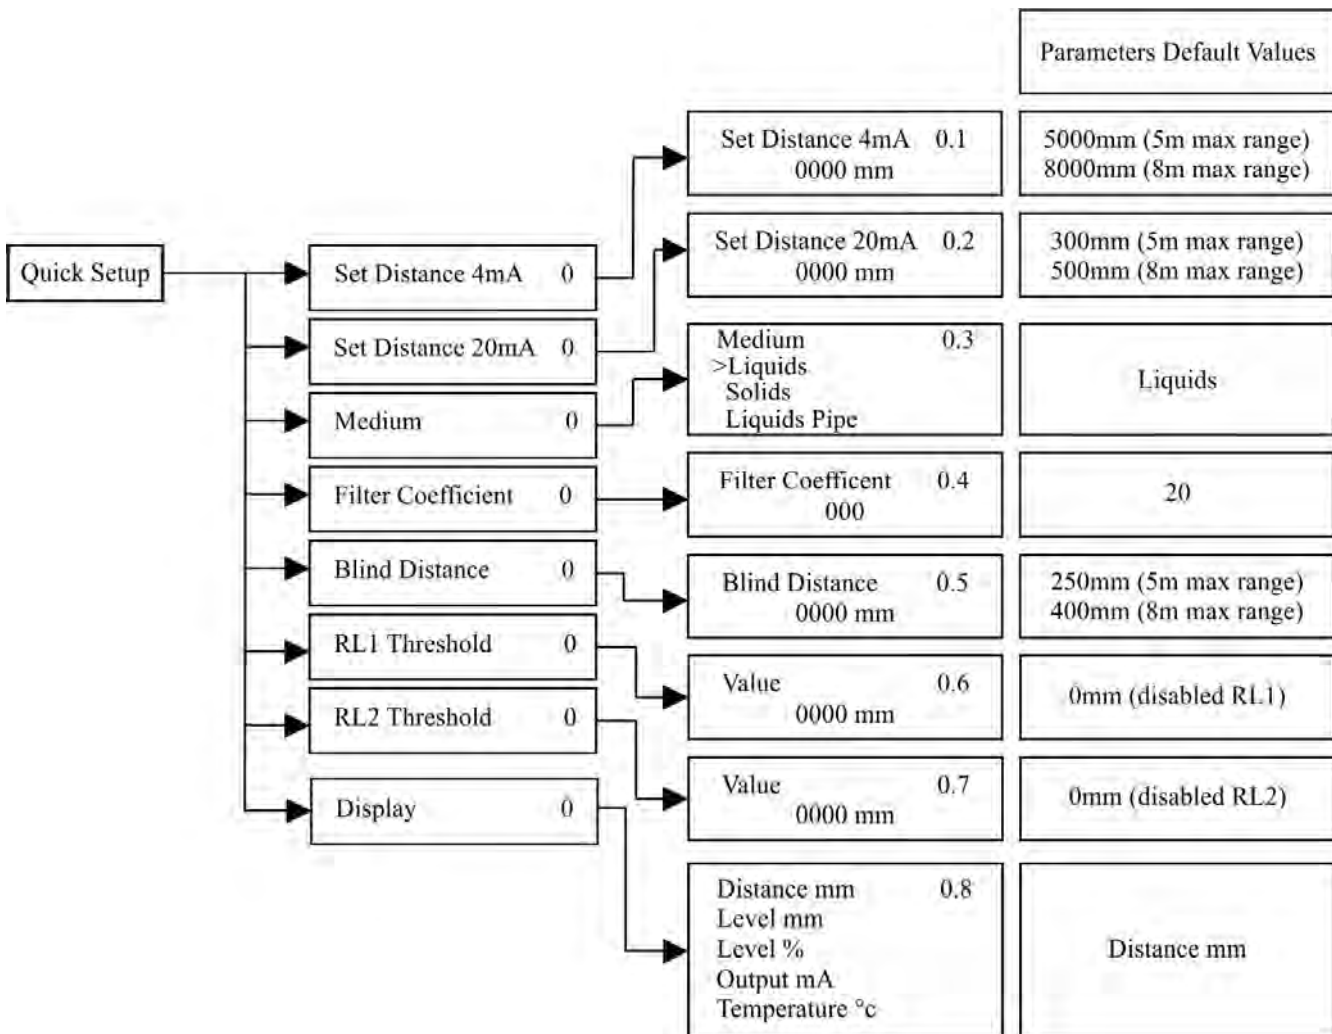 Parameters Default Values
Set Distance 4mA 0.1
0000 mm
5000mm (5m max range)
8000mm (8m max range)
Set Distance 20mA 0.2
0000 mm
300mm (5m max range)
500mm (8m max range)
Quick Setup
Set Distance 4mA 0
Set Distance 20mA 0
Medium 0.3
>Liquids
Solids
Liquids Pipe
Liquids
Medium 0
Filter Coefficient 0
Filter Coefficent 0.4
000
20
Blind Distance 0
Blind Distance 0.5
0000 mm
250mm (5m max range)
400mm (8m max range)
RL1 Threshold 0
Value 0.6
0000 mm
0mm (disabled RL1)
RL2 Threshold 0
Value 0.7
0000 mm
0mm (disabled RL2)
Display 0
Distance mm 0.8
Level mm
Level %
Output mA
Temperature °c
Distance mm